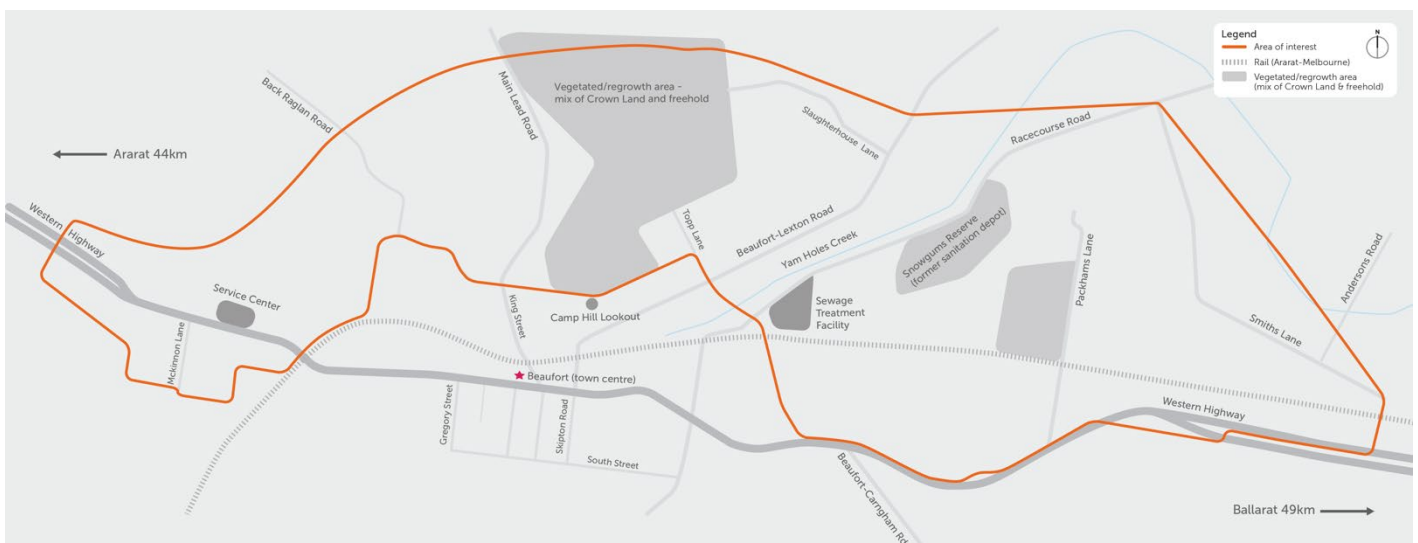 Legend
N
Area of interest
Rail (Ararat-Melbourne)
Vegetated/regrowth area
(mix of Crown Land & freehold)
Back Raglan Road
Main Lead Road
Vegetated/regrowth area -
mix of Crown Land and freehold
Slaughterhouse Lane
Racecourse Road
Ararat 44km
Western
Highway
Topp Lane
Beaufort-Lexton Road
Yam Holes Creek
Snowgums Reserve
(former sanitation depot)
Packhams Lane
Andersons Road
Service Center
King Street
Camp Hill Lookout
Sewage
Treatment
Facility
Smiths Lane
Mckinnon Lane
Beaufort (town centre)
Gregory Street
Skipton Road
South Street
Western Highway
Beaufort-Carngham Rd
Ballarat 49km